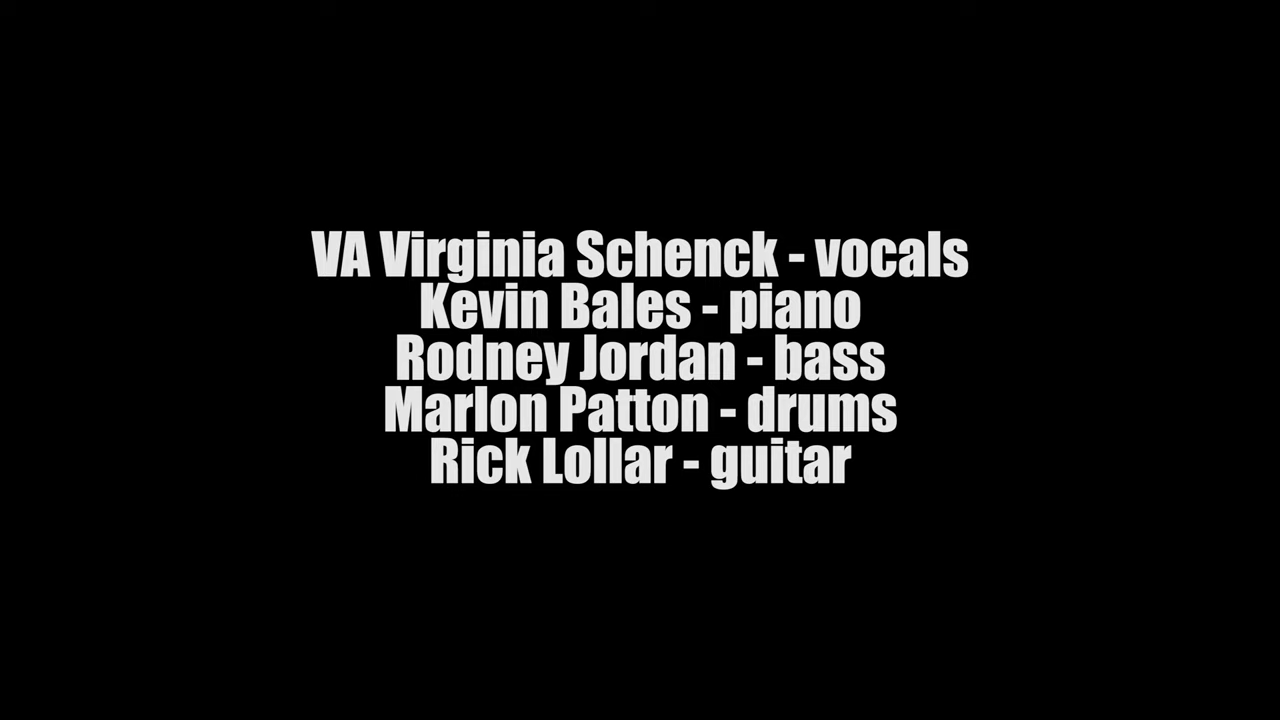 VA Virginia Schenck - vocals
Kevin Bales - piano
Rodney Jordan - bass
Marlon Patton - drums
Rick Lollar - guitar